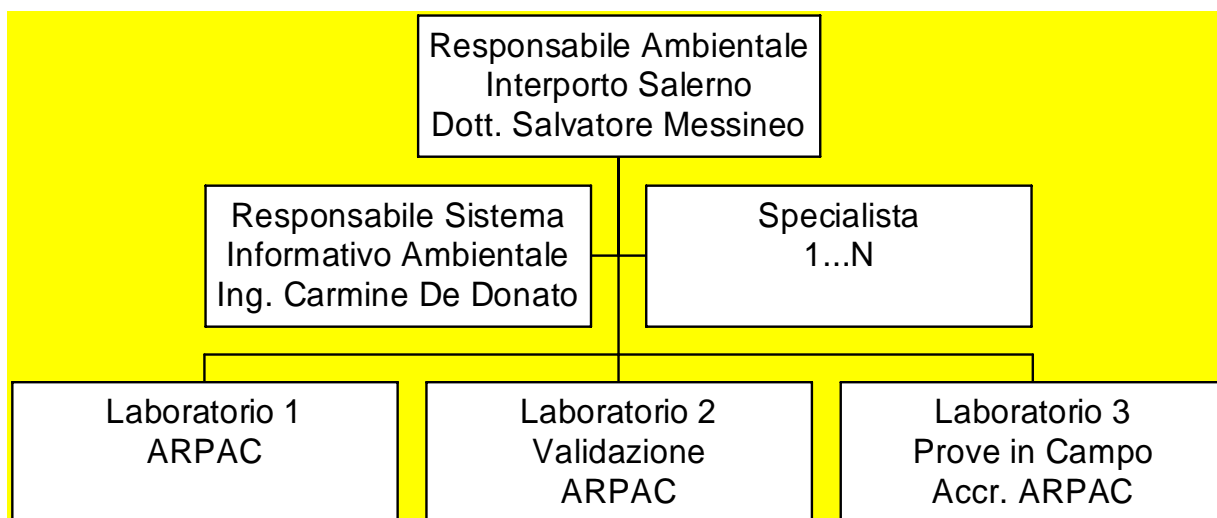 Responsabile Ambientale
Interporto Salerno
Dott. Salvatore Messineo
Responsabile Sistema
Informativo Ambientale
Ing. Carmine De Donato
Specialista
1...N
Laboratorio 1
ARPAC
Laboratorio 2
Validazione
ARPAC
Laboratorio 3
Prove in Campo
Accr. ARPAC